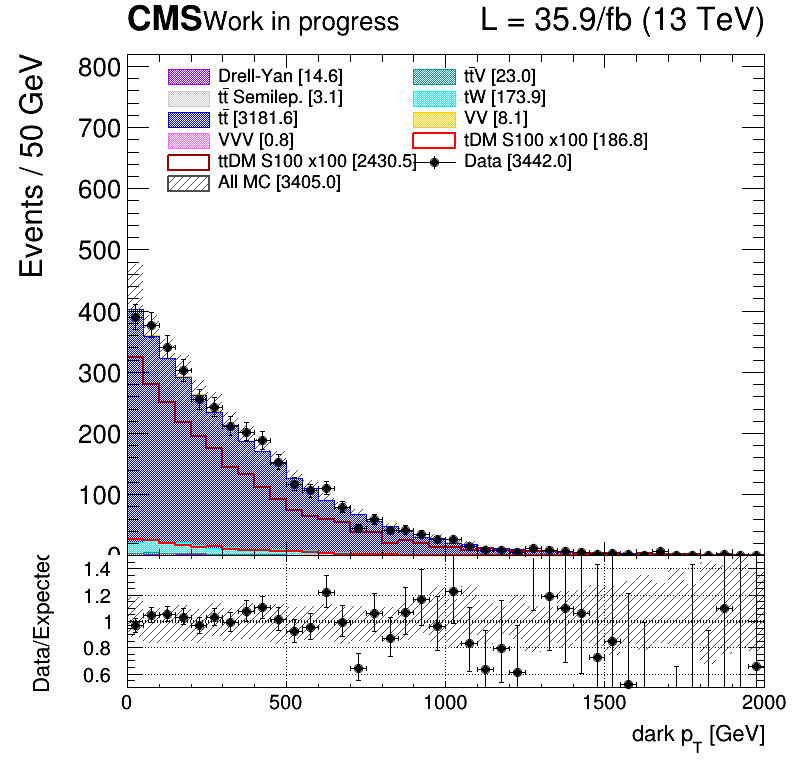 CMS Work in progress L = 35.9/fb (13 TeV)
Events / 50 GeV
800
700
600
500
400
300
200
100
0
Drell-Yan [14.6] tt̄V [23.0]
tt̄ Semilep. [3.1] tW [173.9]
tt̄ [3181.6] VV [8.1]
VVV [0.8] tDM S100 x100 [186.8]
ttDM S100 x100 [2430.5] Data [3442.0]
All MC [3405.0]
Data/Expected
1.4
1.2
1
0.8
0.6
0 500 1000 1500 2000
dark p_T [GeV]